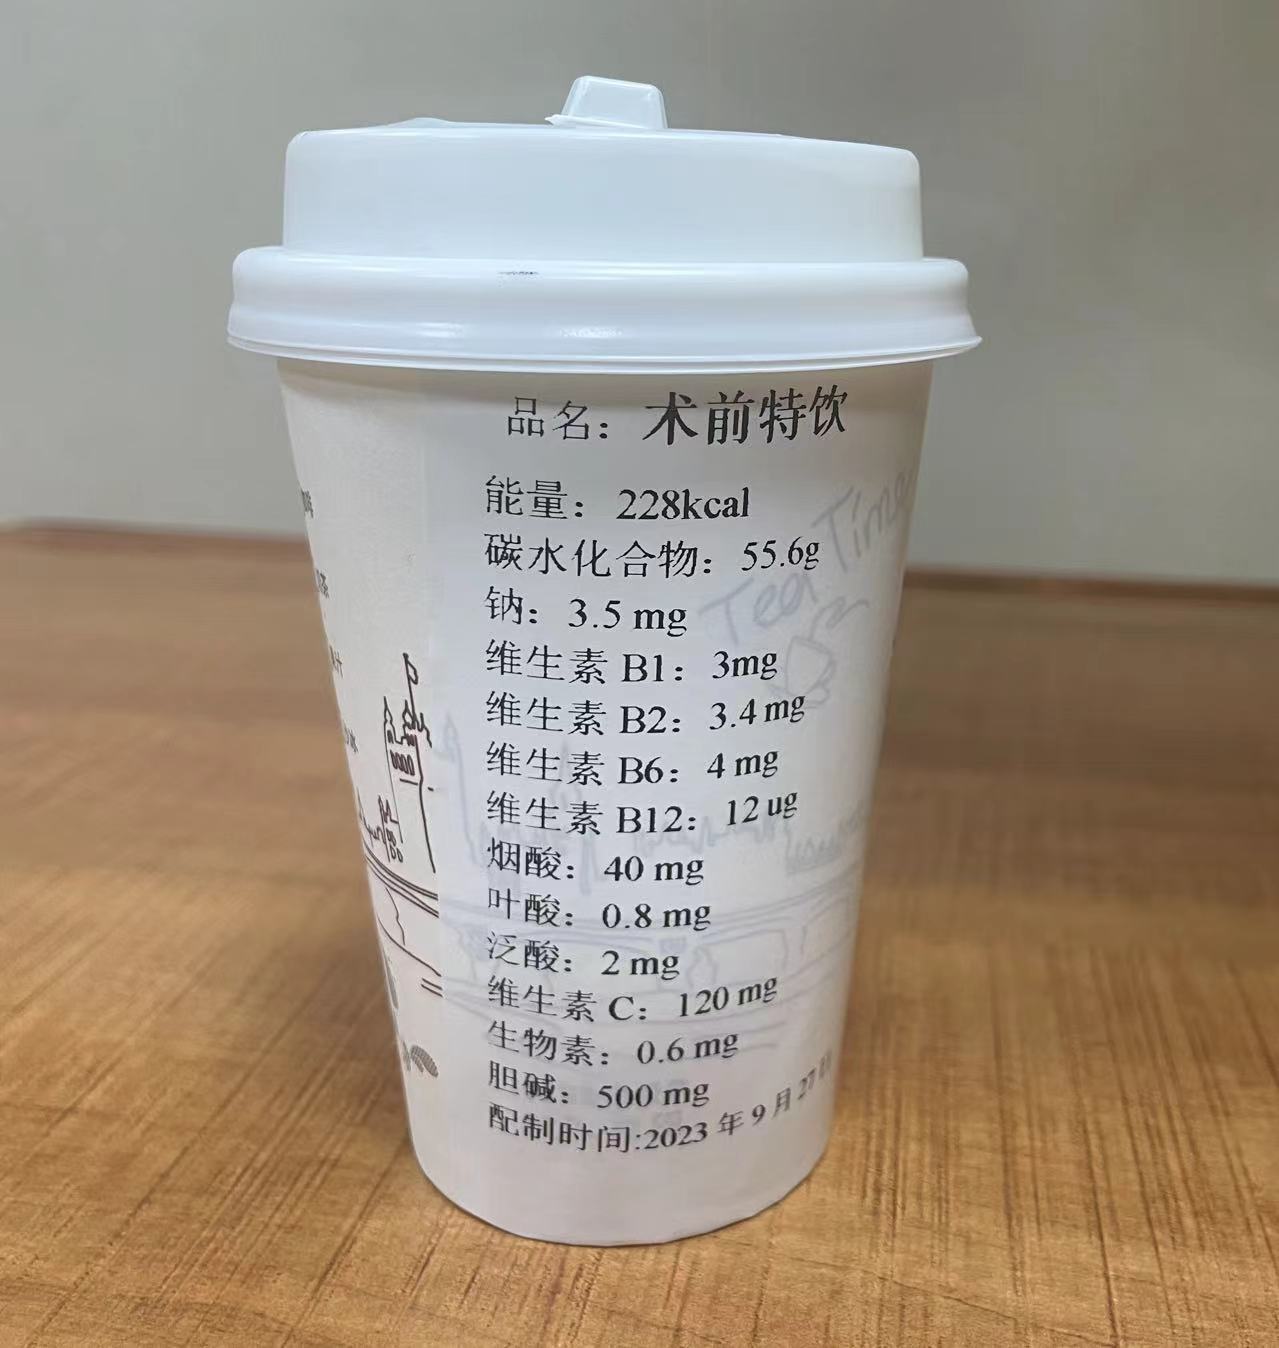 品名：术前特饮
能量：228kcal
碳水化合物：55.6g
钠：3.5 mg
维生素 B1：3mg
维生素 B2：3.4 mg
维生素 B6：4 mg
维生素 B12：12 ug
烟酸：40 mg
叶酸：0.8 mg
泛酸：2 mg
维生素 C：120 mg
生物素：0.6 mg
胆碱：500 mg
配制时间:2023 年 9 月 27 日
Tea Time